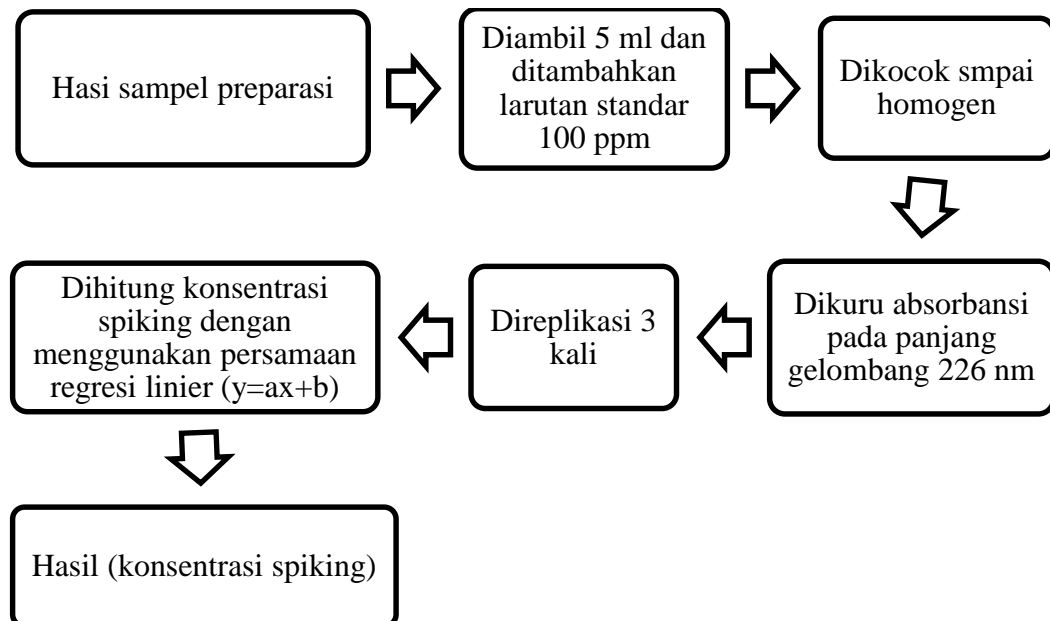 Hasi sampel preparasi
Diambil 5 ml dan
ditambahkan
larutan standar
100 ppm
Dikocok smpai
homogen
Dikuru absorbansi
pada panjang
gelombang 226 nm
Direplikasi 3
kali
Dihitung konsentrasi
spiking dengan
menggunakan persamaan
regresi linier (y=ax+b)
Hasil (konsentrasi spiking)